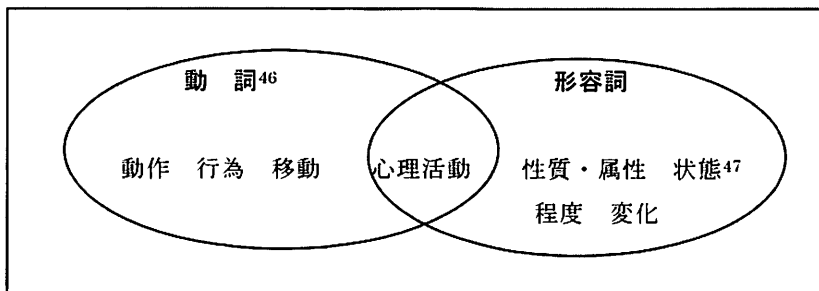 動 詞46 形容詞
動作 行為 移動 心理活動 性質・属性 状態47
程度 変化